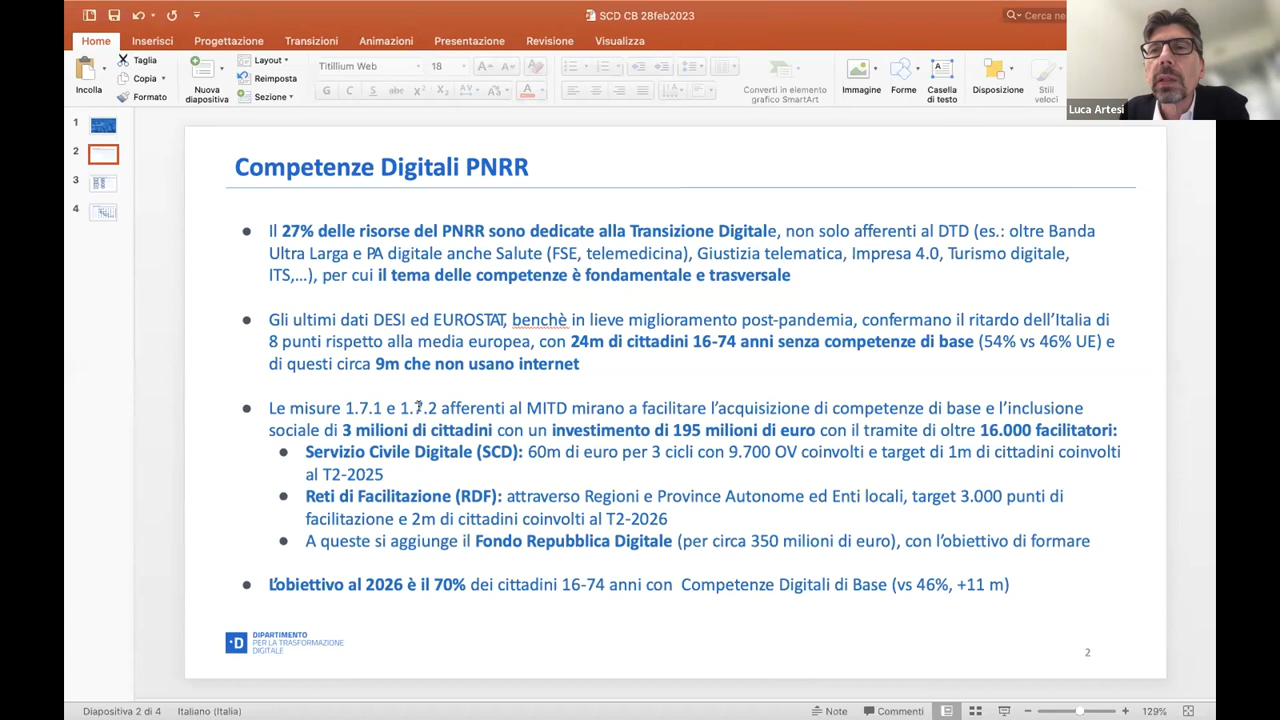 SCD CB 28feb2023
Cerca ne
Home Inserisci Progettazione Transizioni Animazioni Presentazione Revisione Visualizza
Incolla
Taglia
Copia
Formato
Nuova
diapositiva
Layout
Reimposta
Sezione
Titillium Web 18
G C S abc X² X₂ AV Aa A
Converti in elemento
grafico SmartArt
Immagine
Forme
Casella
di testo
Disposizione
Stili
veloci
Luca Artesi
1
2
3
4
Competenze Digitali PNRR
Il 27% delle risorse del PNRR sono dedicate alla Transizione Digitale, non solo afferenti al DTD (es.: oltre Banda
Ultra Larga e PA digitale anche Salute (FSE, telemedicina), Giustizia telematica, Impresa 4.0, Turismo digitale,
ITS,...), per cui il tema delle competenze è fondamentale e trasversale
Gli ultimi dati DESI ed EUROSTAT, benchè in lieve miglioramento post-pandemia, confermano il ritardo dell'Italia di
8 punti rispetto alla media europea, con 24m di cittadini 16-74 anni senza competenze di base (54% vs 46% UE) e
di questi circa 9m che non usano internet
Le misure 1.7.1 e 1.7.2 afferenti al MITD mirano a facilitare l'acquisizione di competenze di base e l'inclusione
sociale di 3 milioni di cittadini con un investimento di 195 milioni di euro con il tramite di oltre 16.000 facilitatori:
Servizio Civile Digitale (SCD): 60m di euro per 3 cicli con 9.700 OV coinvolti e target di 1m di cittadini coinvolti
al T2-2025
Reti di Facilitazione (RDF): attraverso Regioni e Province Autonome ed Enti locali, target 3.000 punti di
facilitazione e 2m di cittadini coinvolti al T2-2026
A queste si aggiunge il Fondo Repubblica Digitale (per circa 350 milioni di euro), con l'obiettivo di formare
L'obiettivo al 2026 è il 70% dei cittadini 16-74 anni con Competenze Digitali di Base (vs 46%, +11 m)
DIPARTIMENTO
PER LA TRASFORMAZIONE
DIGITALE
2
Diapositiva 2 di 4 Italiano (Italia) Note Commenti 129%